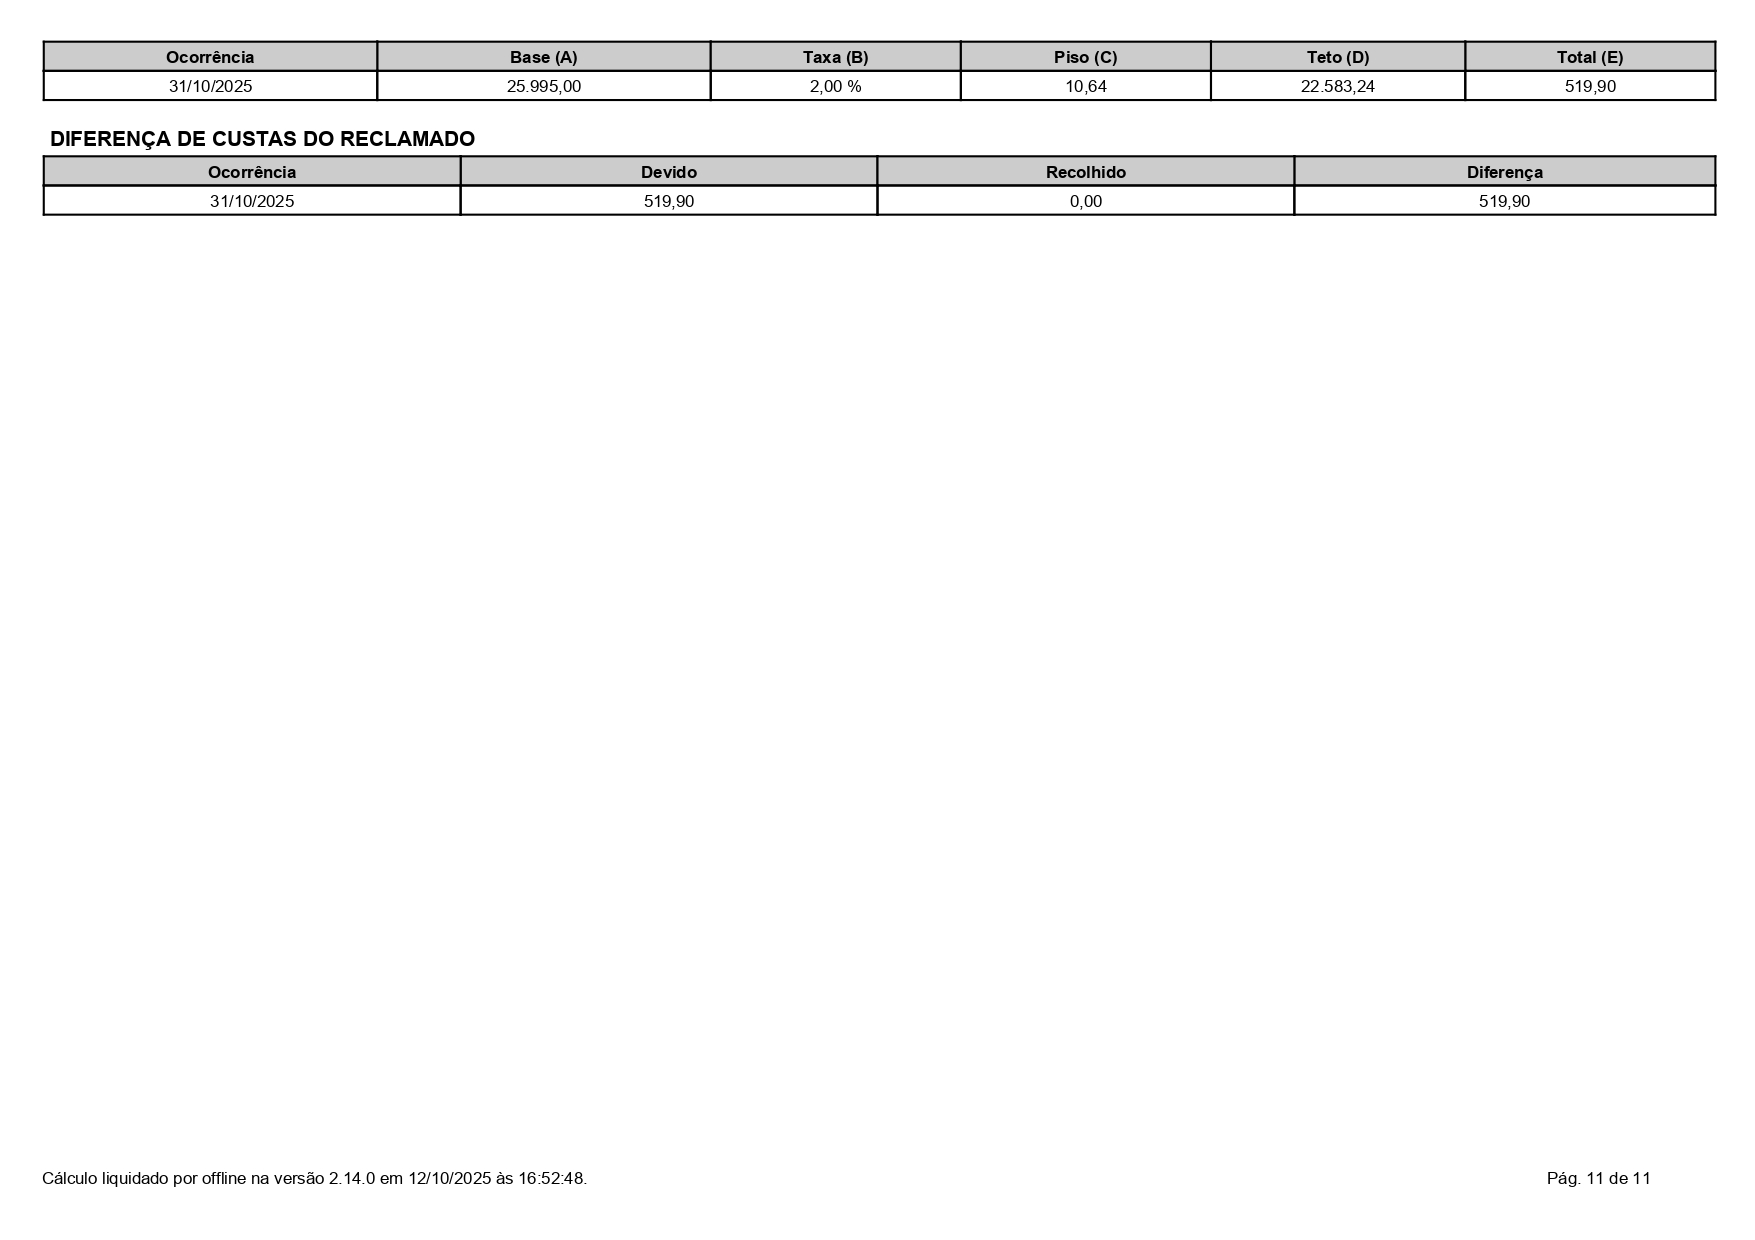 Ocorrência Base (A) Taxa (B) Piso (C) Teto (D) Total (E)
31/10/2025 25.995,00 2,00 % 10,64 22.583,24 519,90
DIFERENÇA DE CUSTAS DO RECLAMADO
Ocorrência Devido Recolhido Diferença
31/10/2025 519,90 0,00 519,90
Cálculo liquidado por offline na versão 2.14.0 em 12/10/2025 às 16:52:48. Pág. 11 de 11